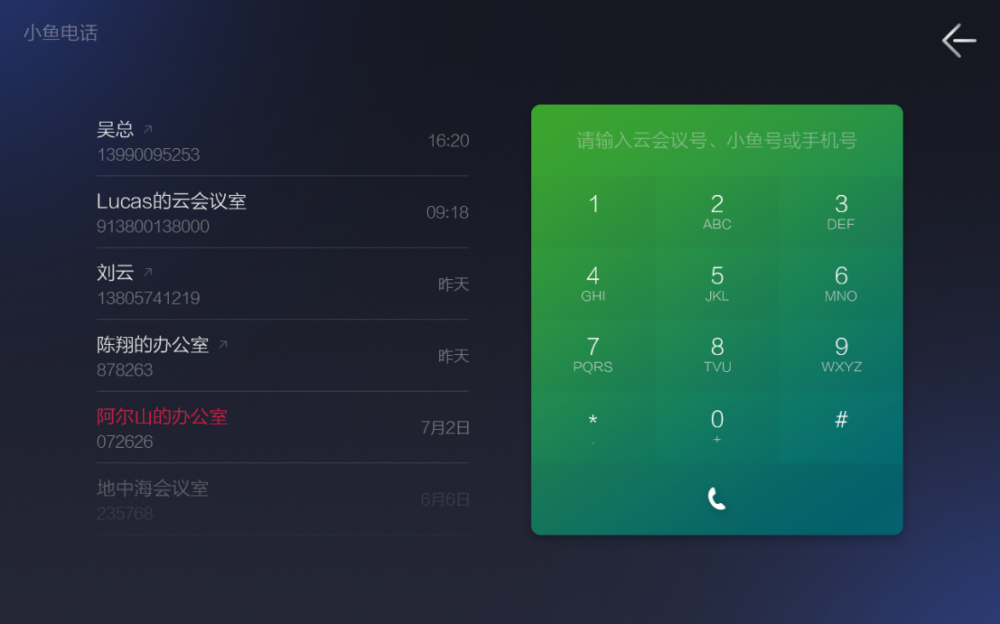 小鱼电话
吴总
13990095253
16:20
Lucas的云会议室
913800138000
09:18
刘云
13805741219
昨天
陈翔的办公室
878263
昨天
阿尔山的办公室
072626
7月2日
地中海会议室
235768
6月6日
请输入云会议号、小鱼号或手机号
1 2 3
ABC DEF
4 5 6
GHI JKL MNO
7 8 9
PQRS TVU WXYZ
* 0 #
. +